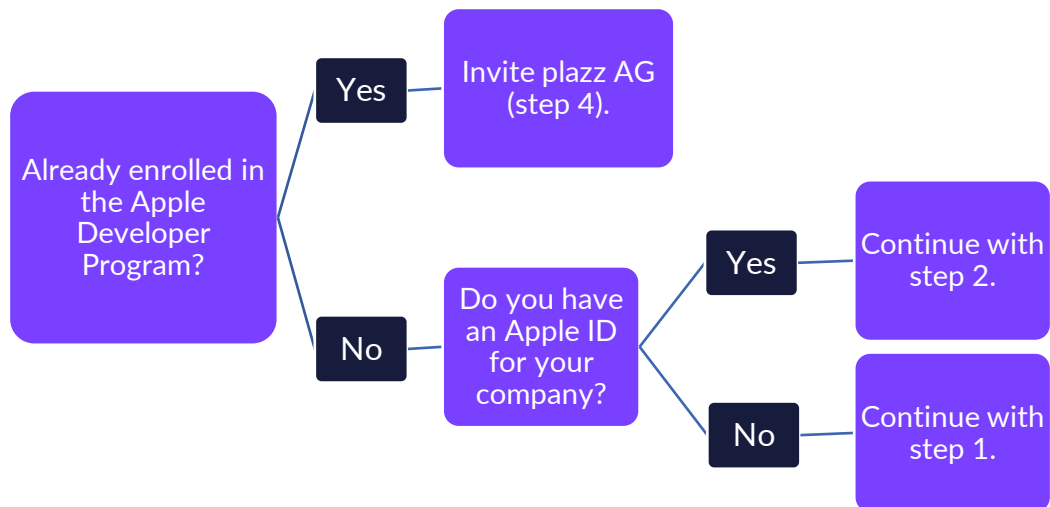 Already enrolled in
the Apple
Developer
Program?
Yes
Invite plazz AG
(step 4).
No
Do you have
an Apple ID
for your
company?
Yes
Continue with
step 2.
No
Continue with
step 1.